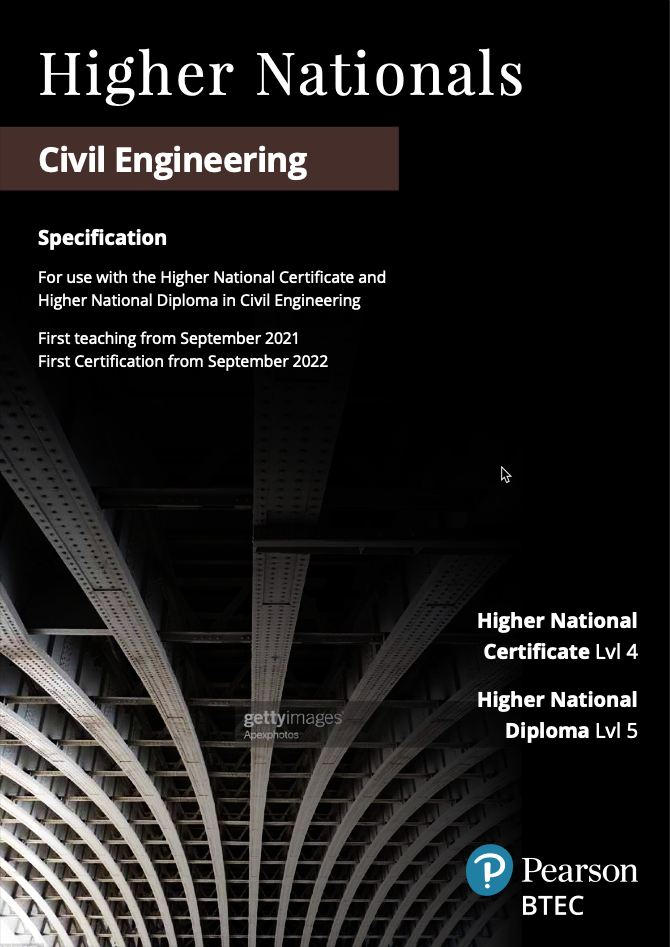 Higher Nationals
Civil Engineering
Specification
For use with the Higher National Certificate and
Higher National Diploma in Civil Engineering
First teaching from September 2021
First Certification from September 2022
Higher National
Certificate Lvl 4
Higher National
Diploma Lvl 5
gettyimages
Apexphotos
Pearson
BTEC